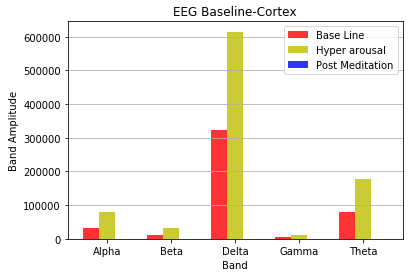 EEG Baseline-Cortex
Base Line
Hyper arousal
Post Meditation
Band Amplitude
600000
500000
400000
300000
200000
100000
0
Alpha Beta Delta Gamma Theta
Band